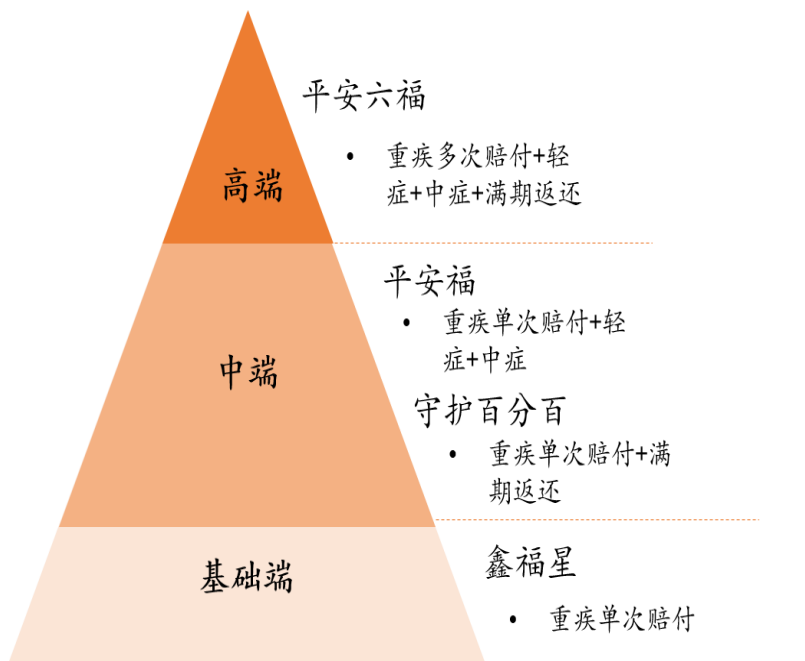 平安六福
• 重疾多次赔付+轻
症+中症+满期返还
高端
平安福
• 重疾单次赔付+轻
症+中症
中端
守护百分百
• 重疾单次赔付+满
期返还
鑫福星
基础端
• 重疾单次赔付